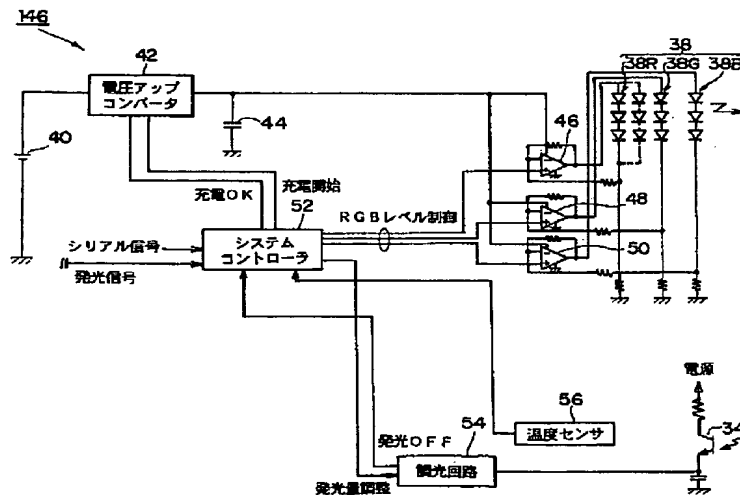 146
42
電圧アップ
コンバータ
40
44
充電OK
充電開始
52
RGBレベル制御
シリアル信号
システム
コントローラ
発光信号
46
48
50
38
38R
38G
38B
電源
34
56
温度センサ
発光OFF
54
調光回路
発光量調整